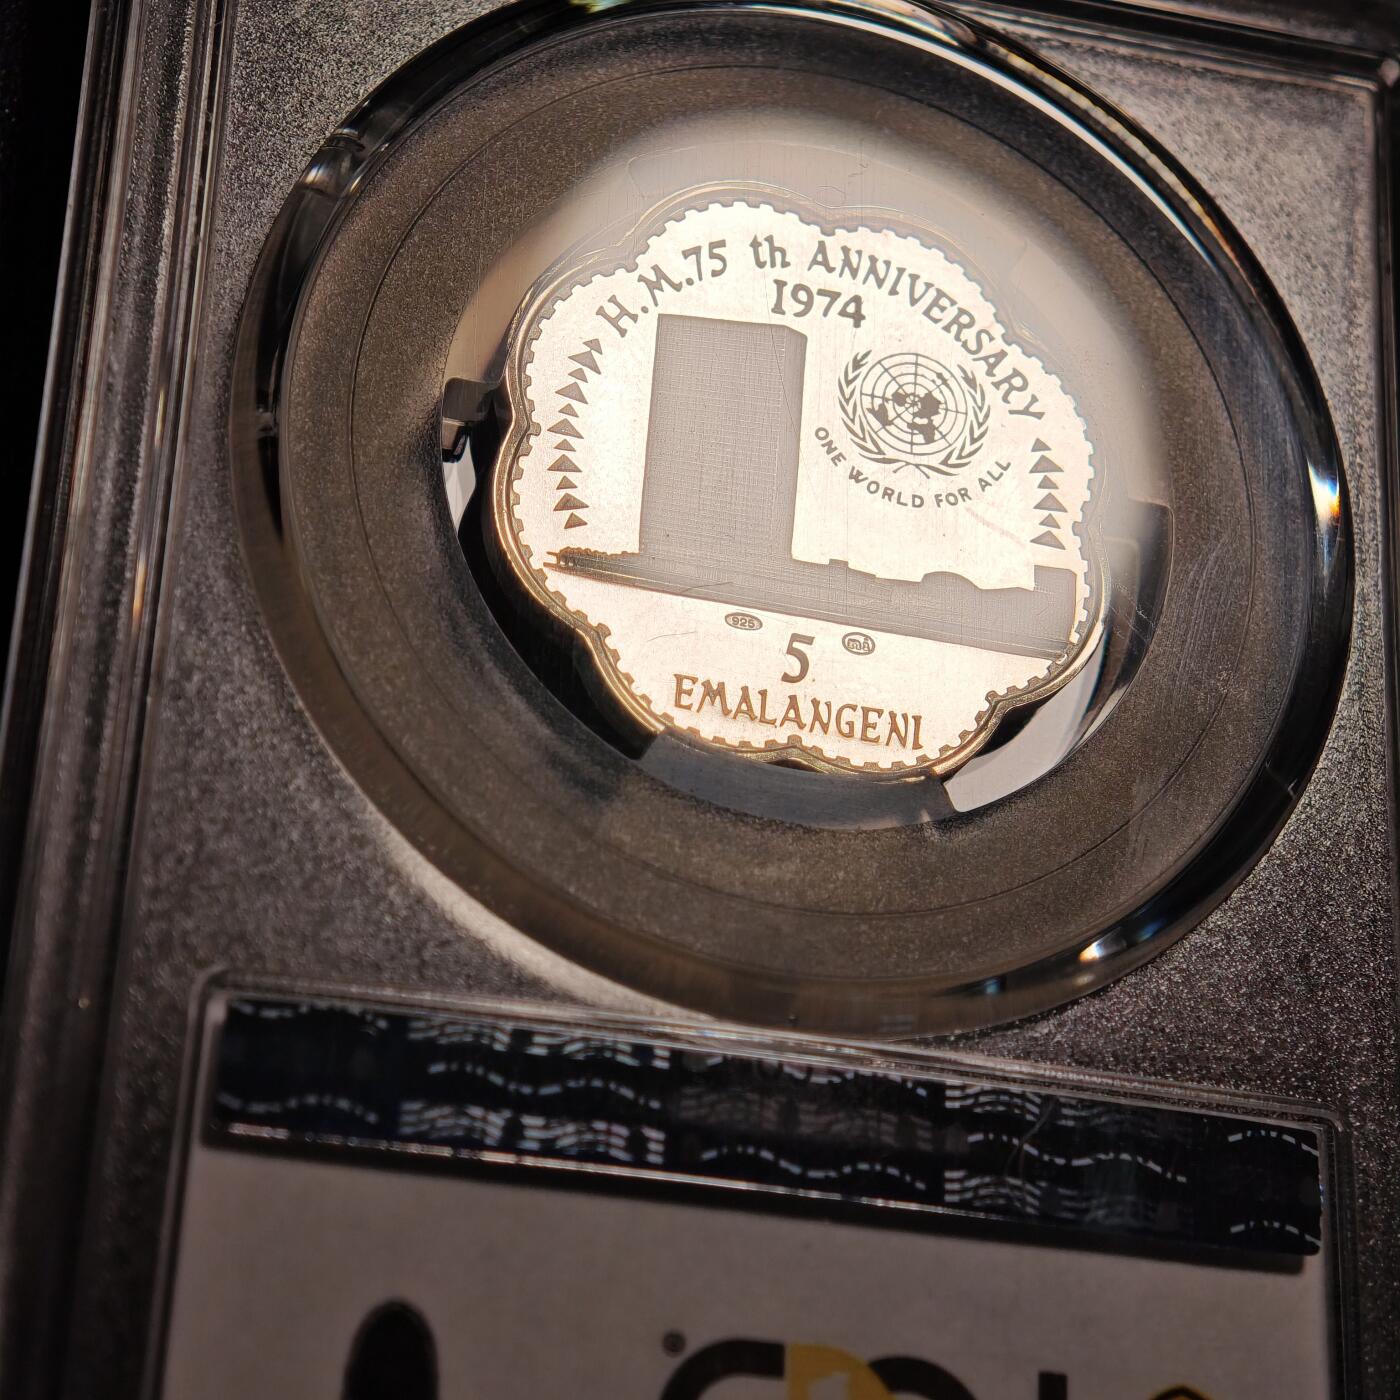 H.M.75 th ANNIVERSARY
1974
ONE WORLD FOR ALL
925
5
EMALANGENI
®